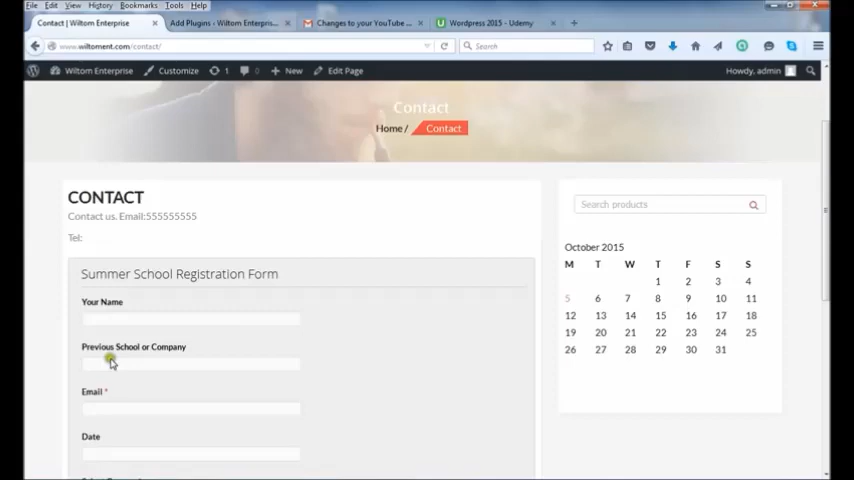 File Edit View History Bookmarks Tools Help
Contact | Wiltom Enterprise × Add Plugins ‹ Wiltom Enterpris... × Changes to your YouTube ... × Wordpress 2015 - Udemy ×
www.wiltoment.com/contact/ Search
Wiltom Enterprise Customize 1 0 New Edit Page Howdy, admin
Contact
Home / Contact
CONTACT
Contact us. Email:555555555
Tel:
Summer School Registration Form
Your Name
Previous School or Company
Email *
Date
Search products
October 2015
M T W T F S S
1 2 3 4
5 6 7 8 9 10 11
12 13 14 15 16 17 18
19 20 21 22 23 24 25
26 27 28 29 30 31